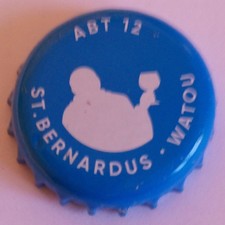 ABT 12
ST.BERNARDUS - WATOU